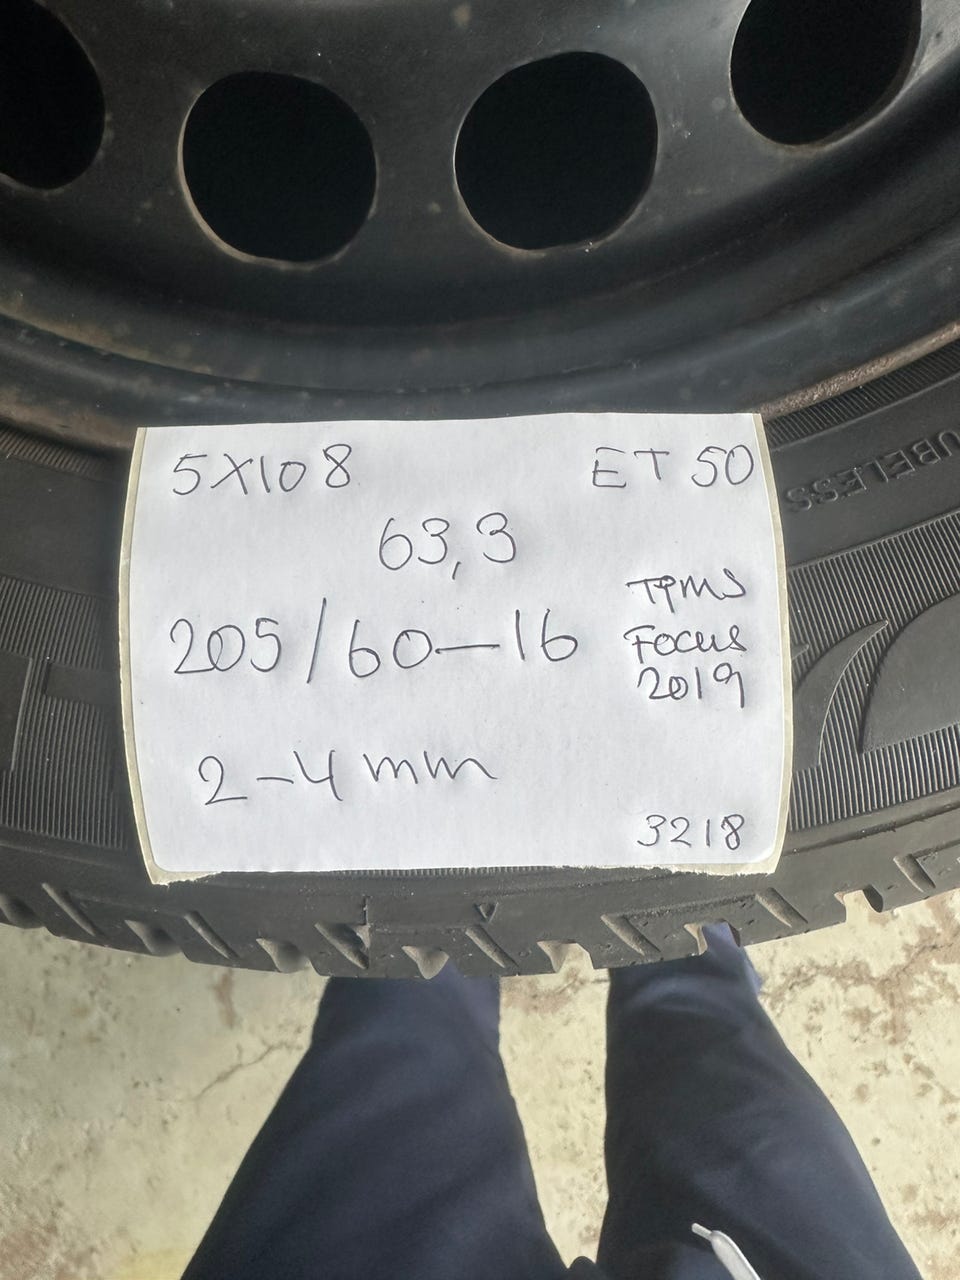 5X108 ET 50
63,3
205/60-16
TPMS
Focus
2019
2-4mm
3218
UBELESS